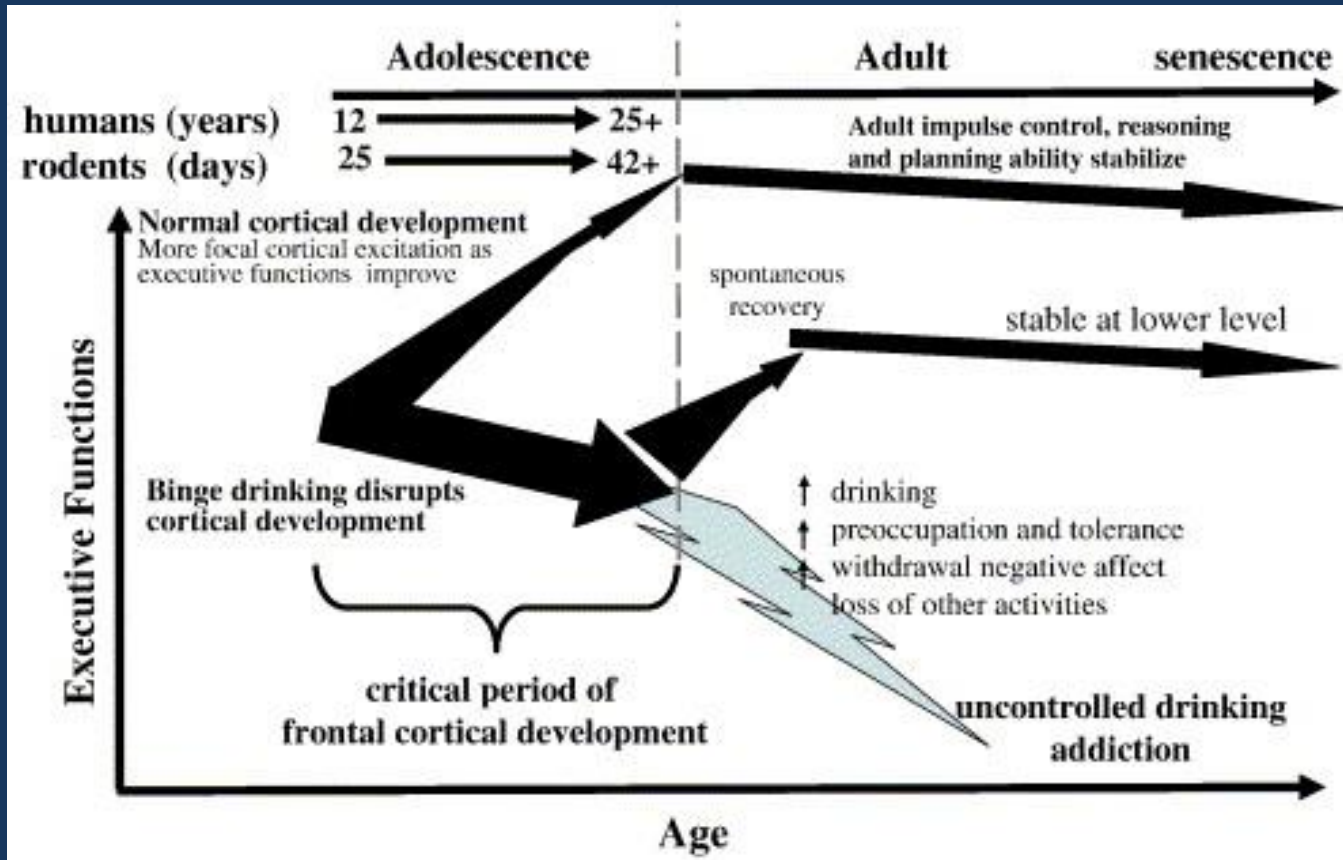 Adolescence
Adult
senescence
humans (years)
12
25+
rodents (days)
25
42+
Adult impulse control, reasoning
and planning ability stabilize
Normal cortical development
More focal cortical excitation as
executive functions improve
spontaneous
recovery
stable at lower level
Executive Functions
Binge drinking disrupts
cortical development
↑ drinking
↑ preoccupation and tolerance
↑ withdrawal negative affect
loss of other activities
critical period of
frontal cortical development
uncontrolled drinking
addiction
Age